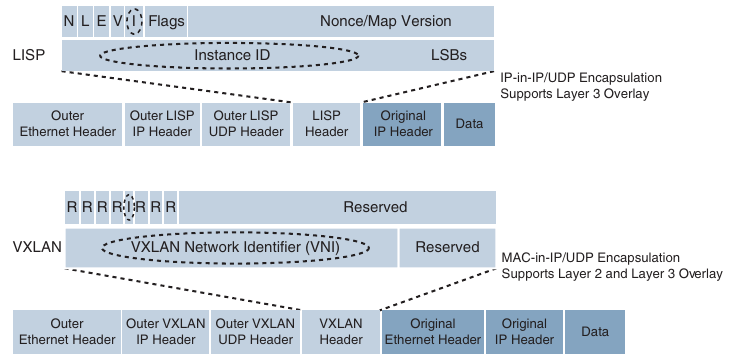 N L E V I Flags Nonce/Map Version
LISP
Instance ID LSBs
IP-in-IP/UDP Encapsulation
Supports Layer 3 Overlay
Outer
Ethernet Header
Outer LISP
IP Header
Outer LISP
UDP Header
LISP
Header
Original
IP Header
Data
R R R R I R R R Reserved
VXLAN
VXLAN Network Identifier (VNI) Reserved
MAC-in-IP/UDP Encapsulation
Supports Layer 2 and Layer 3 Overlay
Outer
Ethernet Header
Outer VXLAN
IP Header
Outer VXLAN
UDP Header
VXLAN
Header
Original
Ethernet Header
Original
IP Header
Data